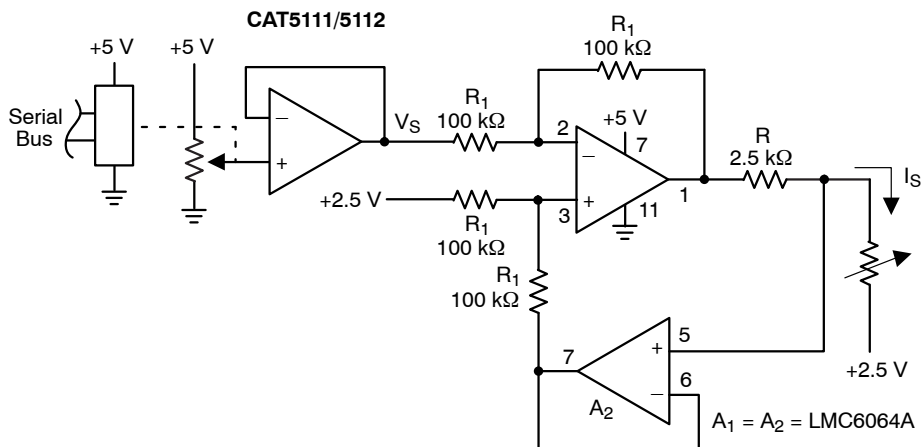 CAT5111/5112
+5 V
+5 V
Serial
Bus
−
+
V_S
R₁
100 kΩ
R₁
100 kΩ
+5 V
2
7
−
+
3
11
1
R
2.5 kΩ
I_S
+2.5 V
R₁
100 kΩ
R₁
100 kΩ
7
5
+
6
−
A₂
+2.5 V
A₁ = A₂ = LMC6064A